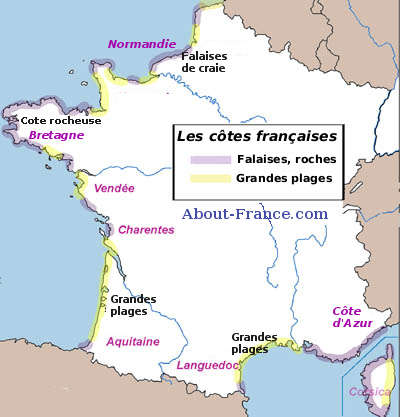 Normandie
Falaises
de craie
Cote rocheuse
Bretagne
Les côtes françaises
Falaises, roches
Grandes plages
Vendée
About-France.com
Charentes
Grandes
plages
Côte
d'Azur
Grandes
plages
Aquitaine
Languedoc
Corsica